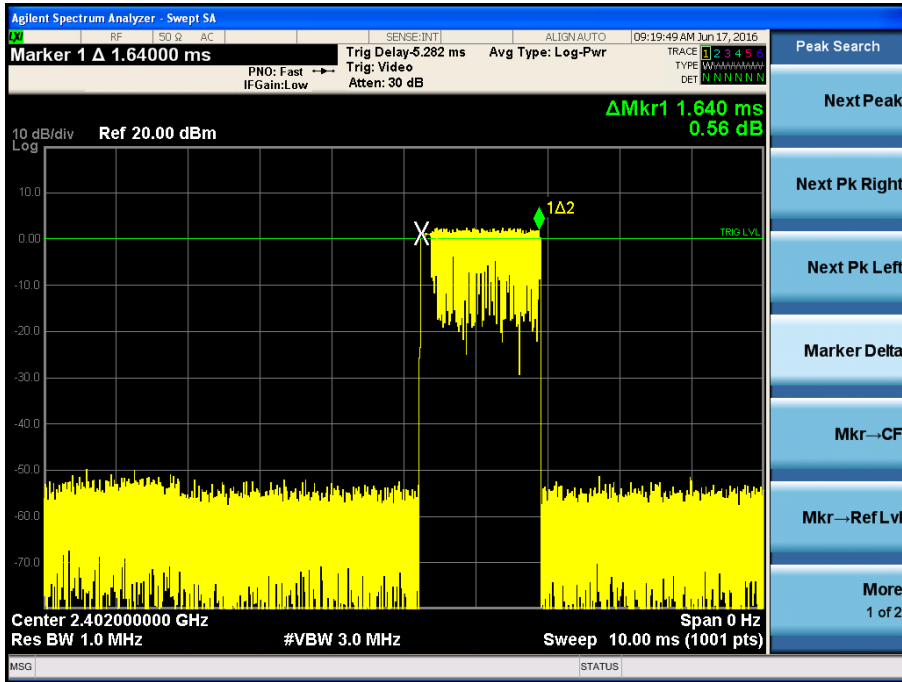 Agilent Spectrum Analyzer - Swept SA
LXI RF 50 Ω AC SENSE:INT ALIGN AUTO 09:19:49 AM Jun 17, 2016
Marker 1 Δ 1.64000 ms
PNO: Fast
IFGain:Low
Trig Delay-5.282 ms
Trig: Video
Atten: 30 dB
Avg Type: Log-Pwr
TRACE 1 2 3 4 5 6
TYPE W
DET N N N N N N
Peak Search
ΔMkr1 1.640 ms
0.56 dB
10 dB/div Ref 20.00 dBm
Log
10.0
0.00
-10.0
-20.0
-30.0
-40.0
-50.0
-60.0
-70.0
1Δ2
TRIG LVL
Center 2.402000000 GHz Span 0 Hz
Res BW 1.0 MHz #VBW 3.0 MHz Sweep 10.00 ms (1001 pts)
MSG STATUS
Next Peak
Next Pk Right
Next Pk Left
Marker Delta
Mkr→CF
Mkr→Ref Lvl
More
1 of 2